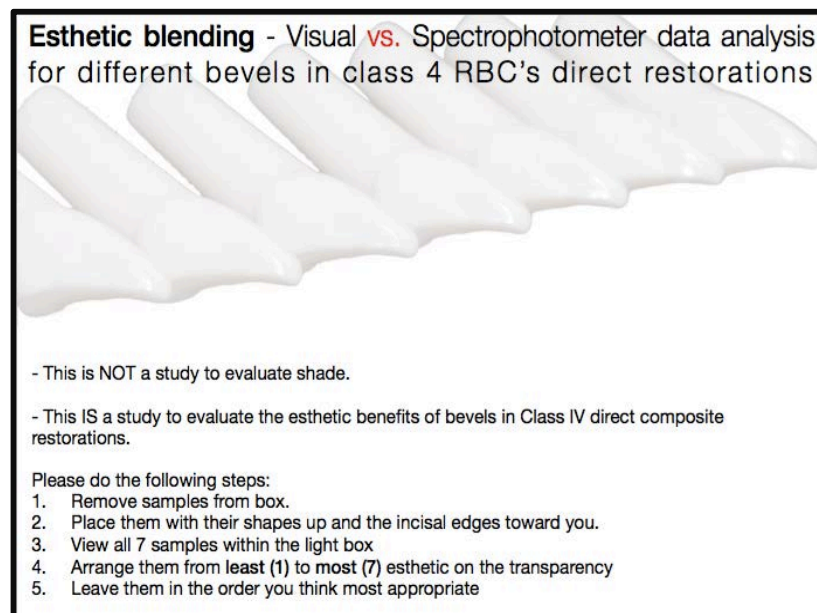 Esthetic blending - Visual vs. Spectrophotometer data analysis
for different bevels in class 4 RBC's direct restorations
- This is NOT a study to evaluate shade.
- This IS a study to evaluate the esthetic benefits of bevels in Class IV direct composite
restorations.
Please do the following steps:
1. Remove samples from box.
2. Place them with their shapes up and the incisal edges toward you.
3. View all 7 samples within the light box
4. Arrange them from least (1) to most (7) esthetic on the transparency
5. Leave them in the order you think most appropriate